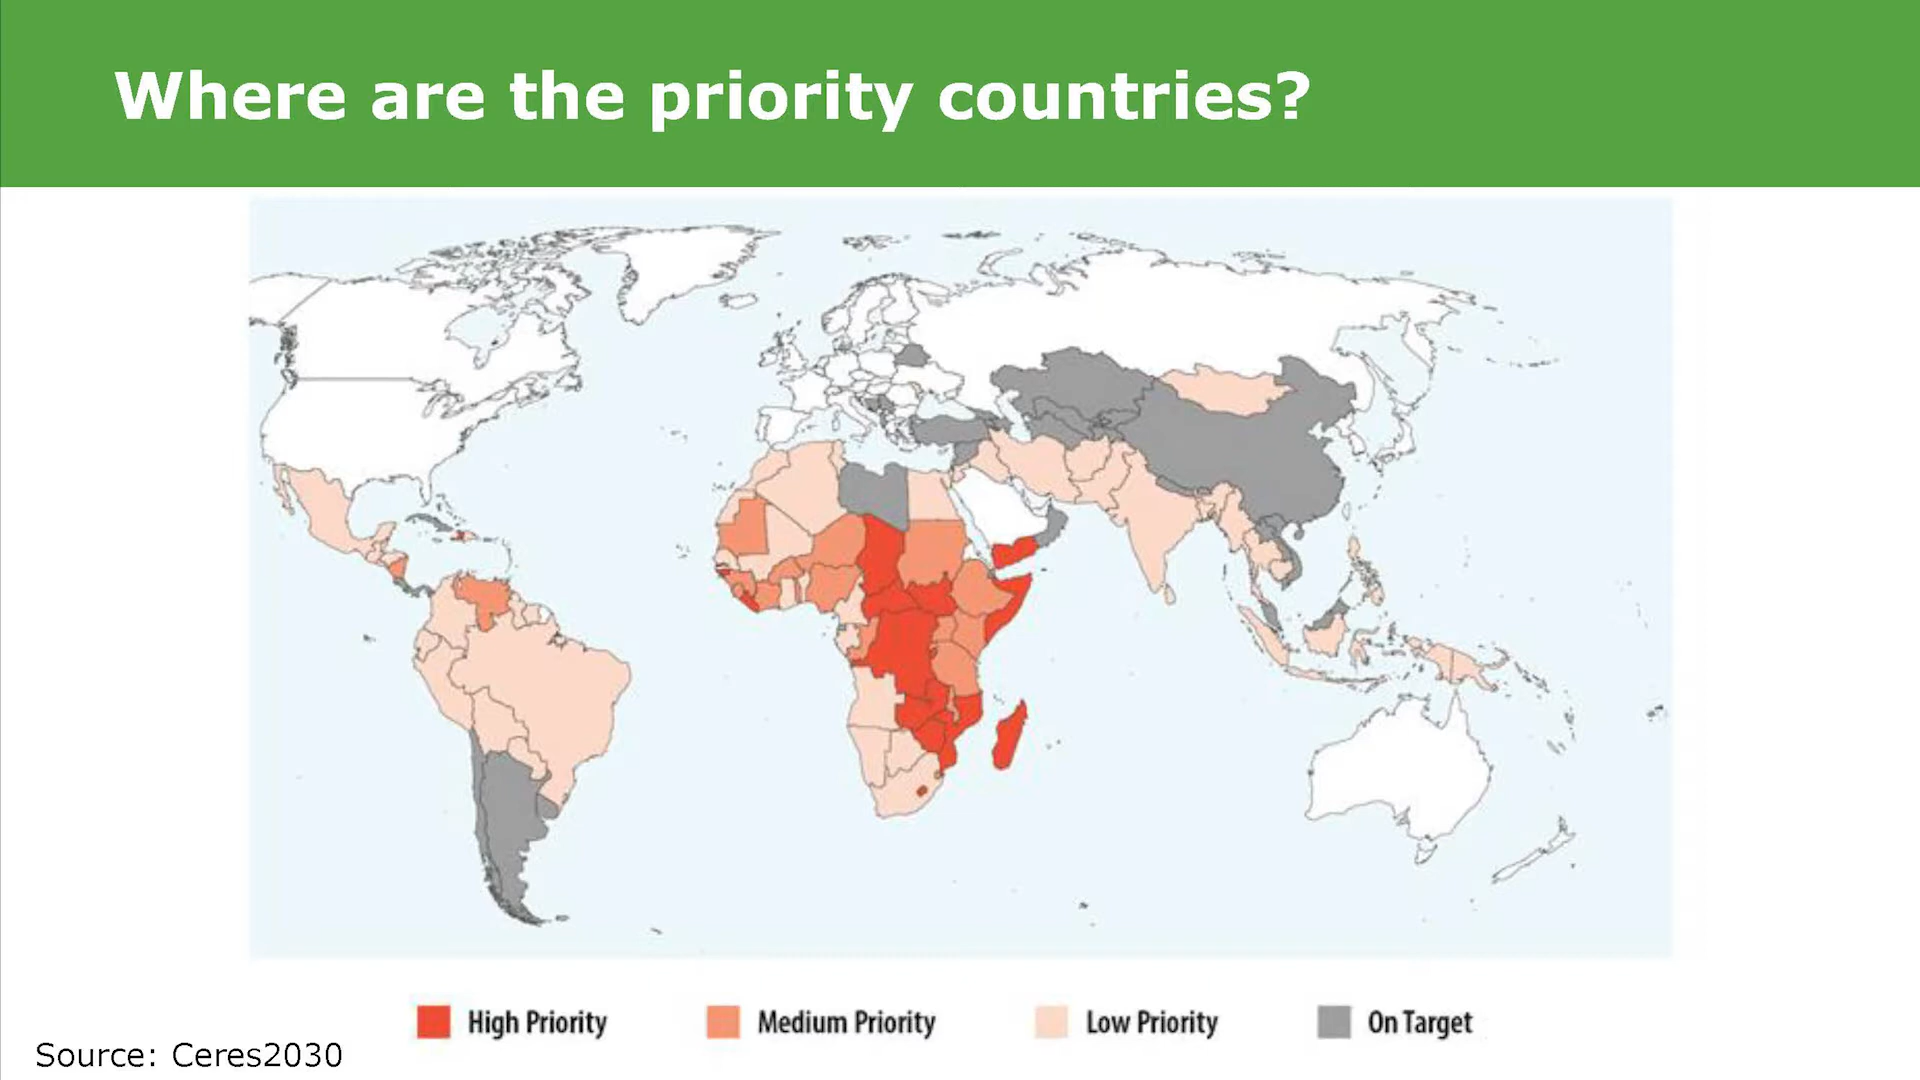 Where are the priority countries?
High Priority
Medium Priority
Low Priority
On Target
Source: Ceres2030